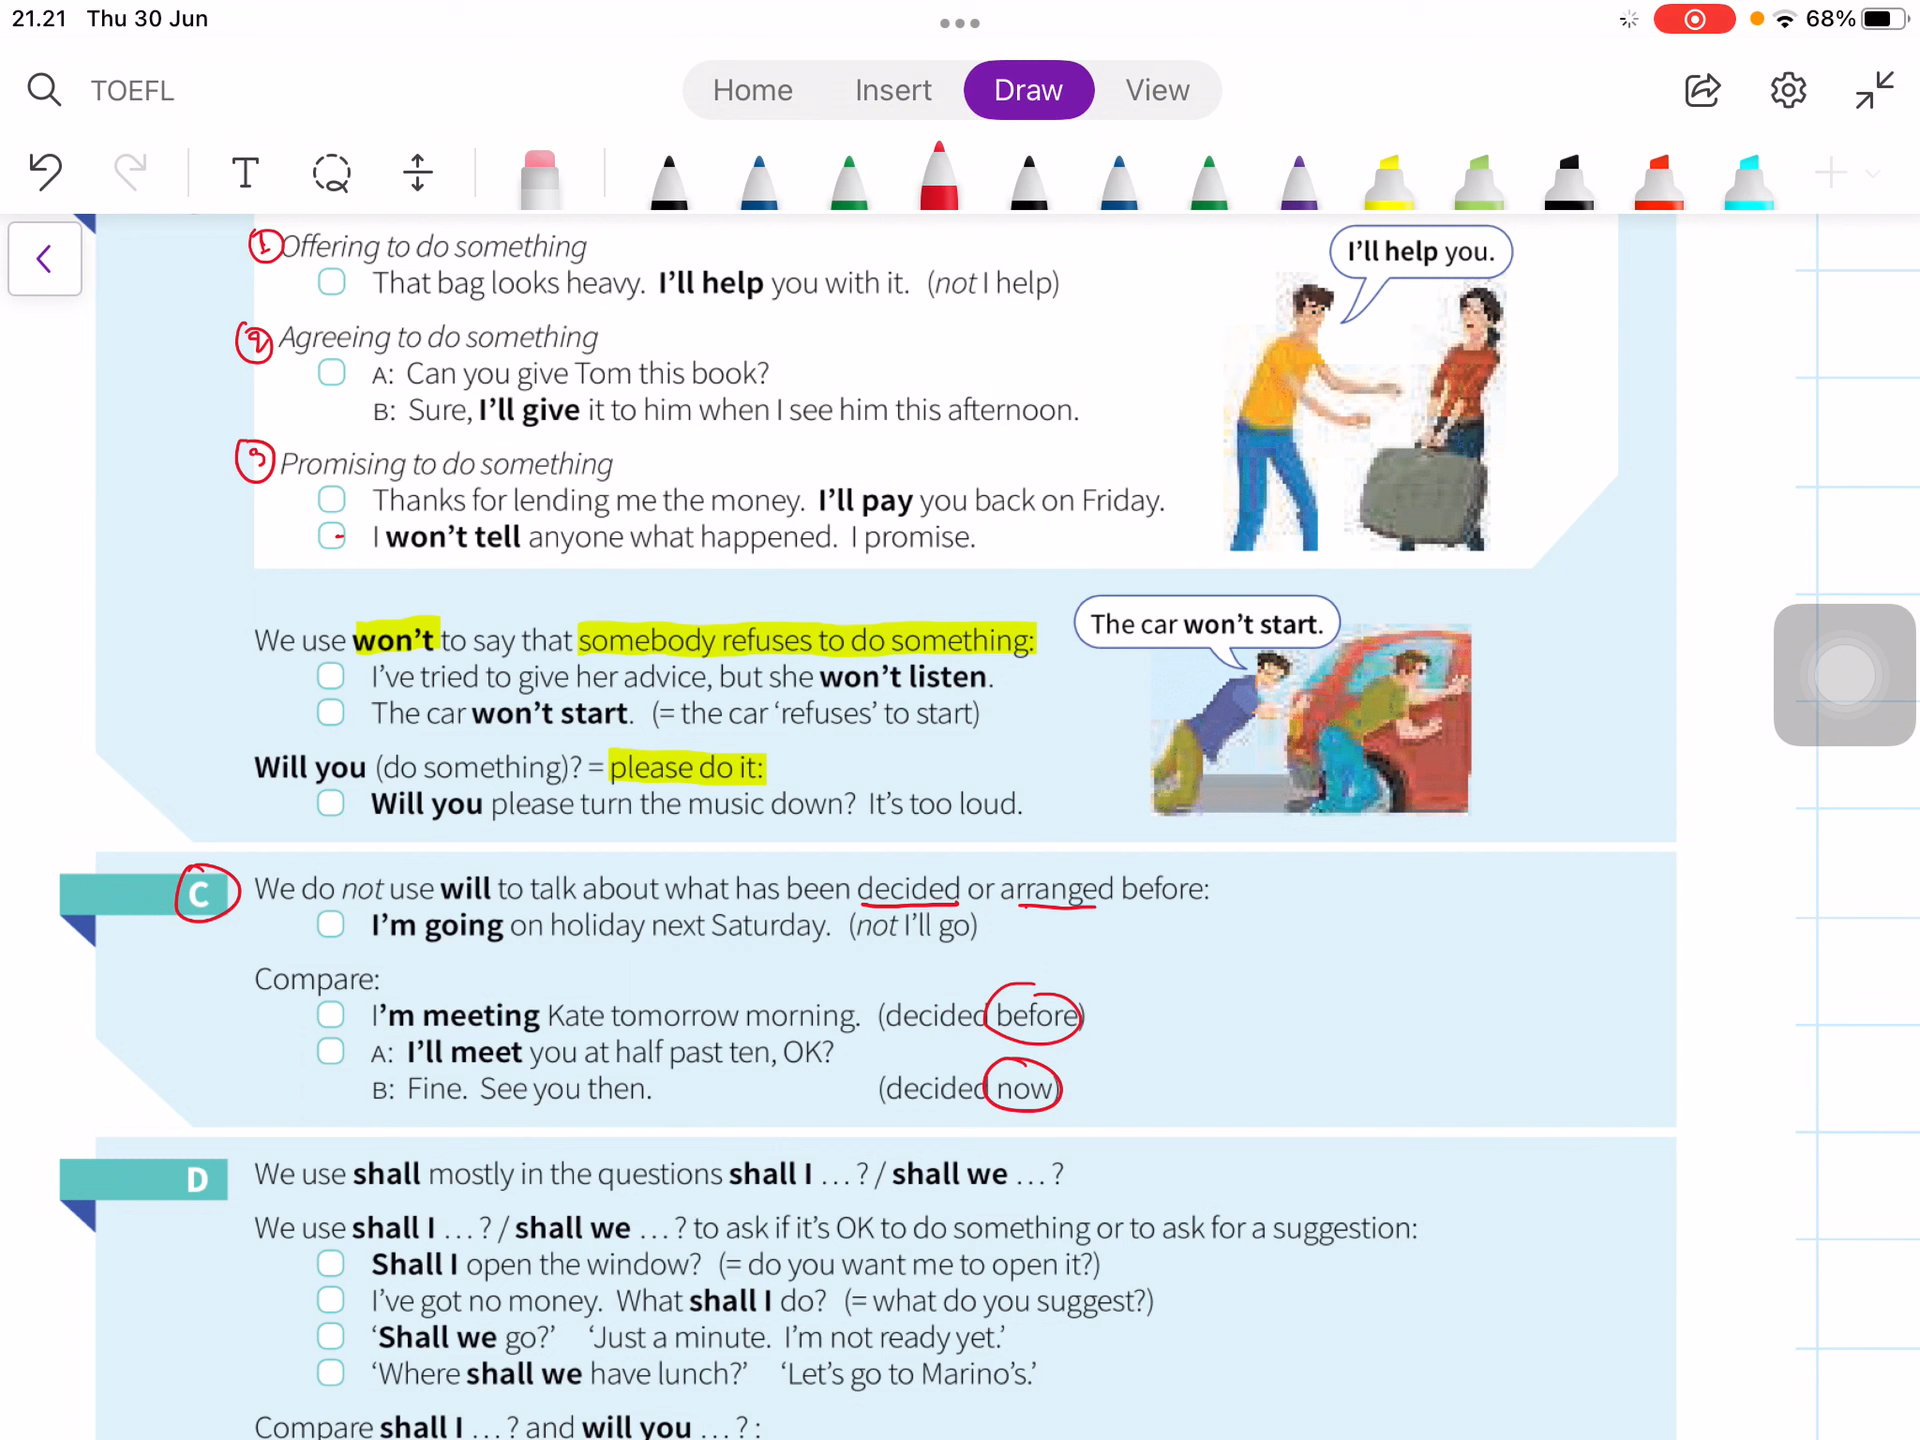 21.21 Thu 30 Jun
68%
TOEFL
Home Insert Draw View
T
1 Offering to do something
That bag looks heavy. I'll help you with it. (not I help)
I'll help you.
2 Agreeing to do something
A: Can you give Tom this book?
B: Sure, I'll give it to him when I see him this afternoon.
3 Promising to do something
Thanks for lending me the money. I'll pay you back on Friday.
I won't tell anyone what happened. I promise.
We use won't to say that somebody refuses to do something:
I've tried to give her advice, but she won't listen.
The car won't start. (= the car 'refuses' to start)
The car won't start.
Will you (do something)? = please do it:
Will you please turn the music down? It's too loud.
C We do not use will to talk about what has been decided or arranged before:
I'm going on holiday next Saturday. (not I'll go)
Compare:
I'm meeting Kate tomorrow morning. (decided before)
A: I'll meet you at half past ten, OK?
B: Fine. See you then. (decided now)
D We use shall mostly in the questions shall I …? / shall we …?
We use shall I …? / shall we …? to ask if it's OK to do something or to ask for a suggestion:
Shall I open the window? (= do you want me to open it?)
I've got no money. What shall I do? (= what do you suggest?)
'Shall we go?' 'Just a minute. I'm not ready yet.'
'Where shall we have lunch?' 'Let's go to Marino's.'
Compare shall I …? and will you …? :